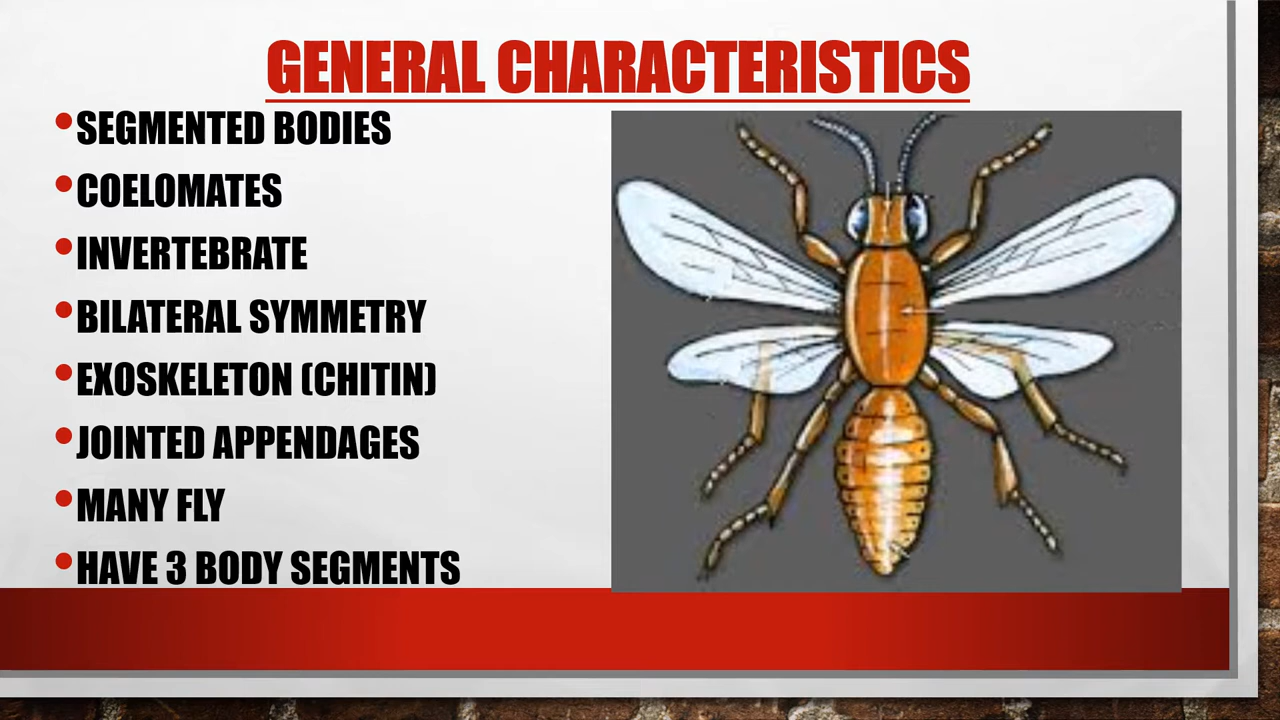 GENERAL CHARACTERISTICS
•SEGMENTED BODIES
•COELOMATES
•INVERTEBRATE
•BILATERAL SYMMETRY
•EXOSKELETON (CHITIN)
•JOINTED APPENDAGES
•MANY FLY
•HAVE 3 BODY SEGMENTS